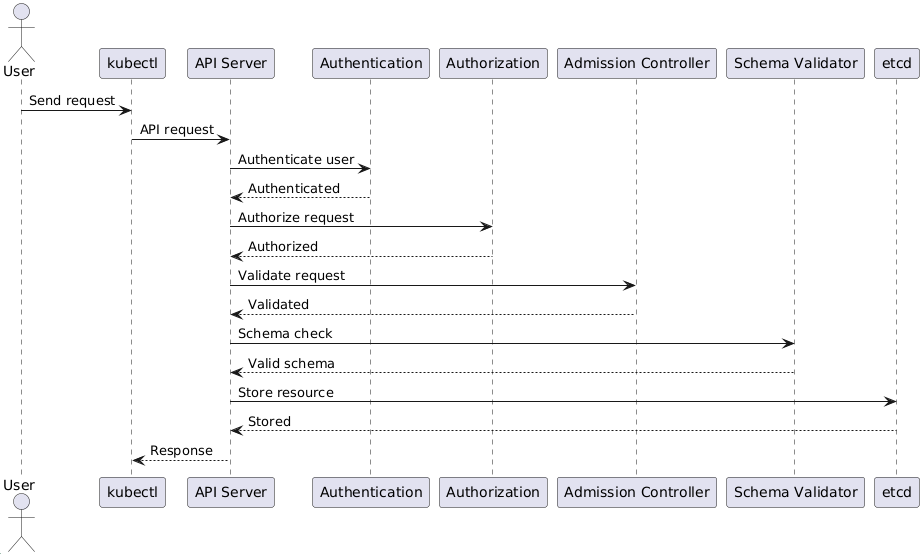 User
kubectl
API Server
Authentication
Authorization
Admission Controller
Schema Validator
etcd
Send request
API request
Authenticate user
Authenticated
Authorize request
Authorized
Validate request
Validated
Schema check
Valid schema
Store resource
Stored
Response
User
kubectl
API Server
Authentication
Authorization
Admission Controller
Schema Validator
etcd